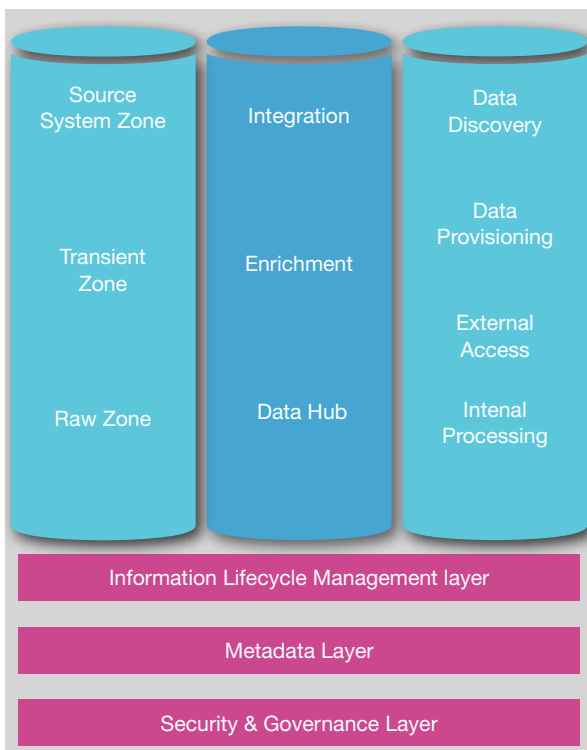 Source
System Zone
Transient
Zone
Raw Zone
Integration
Enrichment
Data Hub
Data
Discovery
Data
Provisioning
External
Access
Intenal
Processing
Information Lifecycle Management layer
Metadata Layer
Security & Governance Layer